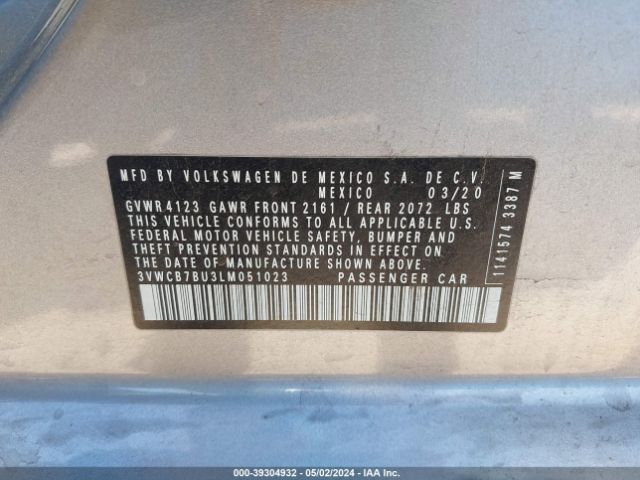 MFD BY VOLKSWAGEN DE MEXICO S.A. DE C.V.
MEXICO 03/20
GVWR.4123 GAWR FRONT 2161 / REAR 2072 LBS
THIS VEHICLE CONFORMS TO ALL APPLICABLE U.S.
FEDERAL MOTOR VEHICLE SAFETY, BUMPER AND
THEFT PREVENTION STANDARDS IN EFFECT ON
THE DATE OF MANUFACTURE SHOWN ABOVE.
3VWCB7BU3LM051023 PASSENGER CAR
1141574 3387 M
000-39304932 - 05/02/2024 - IAA Inc.